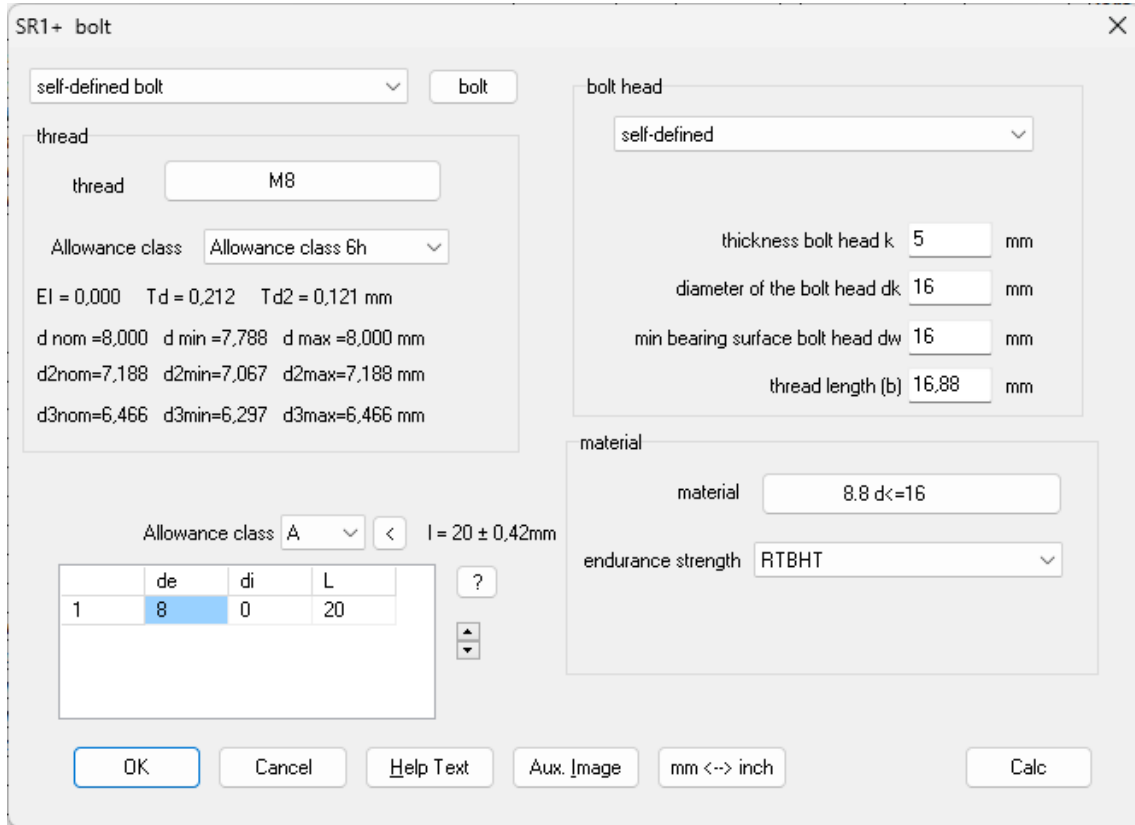 SR1+ bolt
self-defined bolt
bolt
thread
thread
M8
Allowance class
Allowance class 6h
EI = 0,000 Td = 0,212 Td2 = 0,121 mm
d nom =8,000 d min =7,788 d max =8,000 mm
d2nom=7,188 d2min=7,067 d2max=7,188 mm
d3nom=6,466 d3min=6,297 d3max=6,466 mm
bolt head
self-defined
thickness bolt head k 5 mm
diameter of the bolt head dk 16 mm
min bearing surface bolt head dw 16 mm
thread length (b) 16,88 mm
material
material
8.8 d<=16
endurance strength RTBHT
Allowance class A < l = 20 ± 0,42mm
de di L
1 8 0 20
?
OK
Cancel
Help Text
Aux. Image
mm <--> inch
Calc